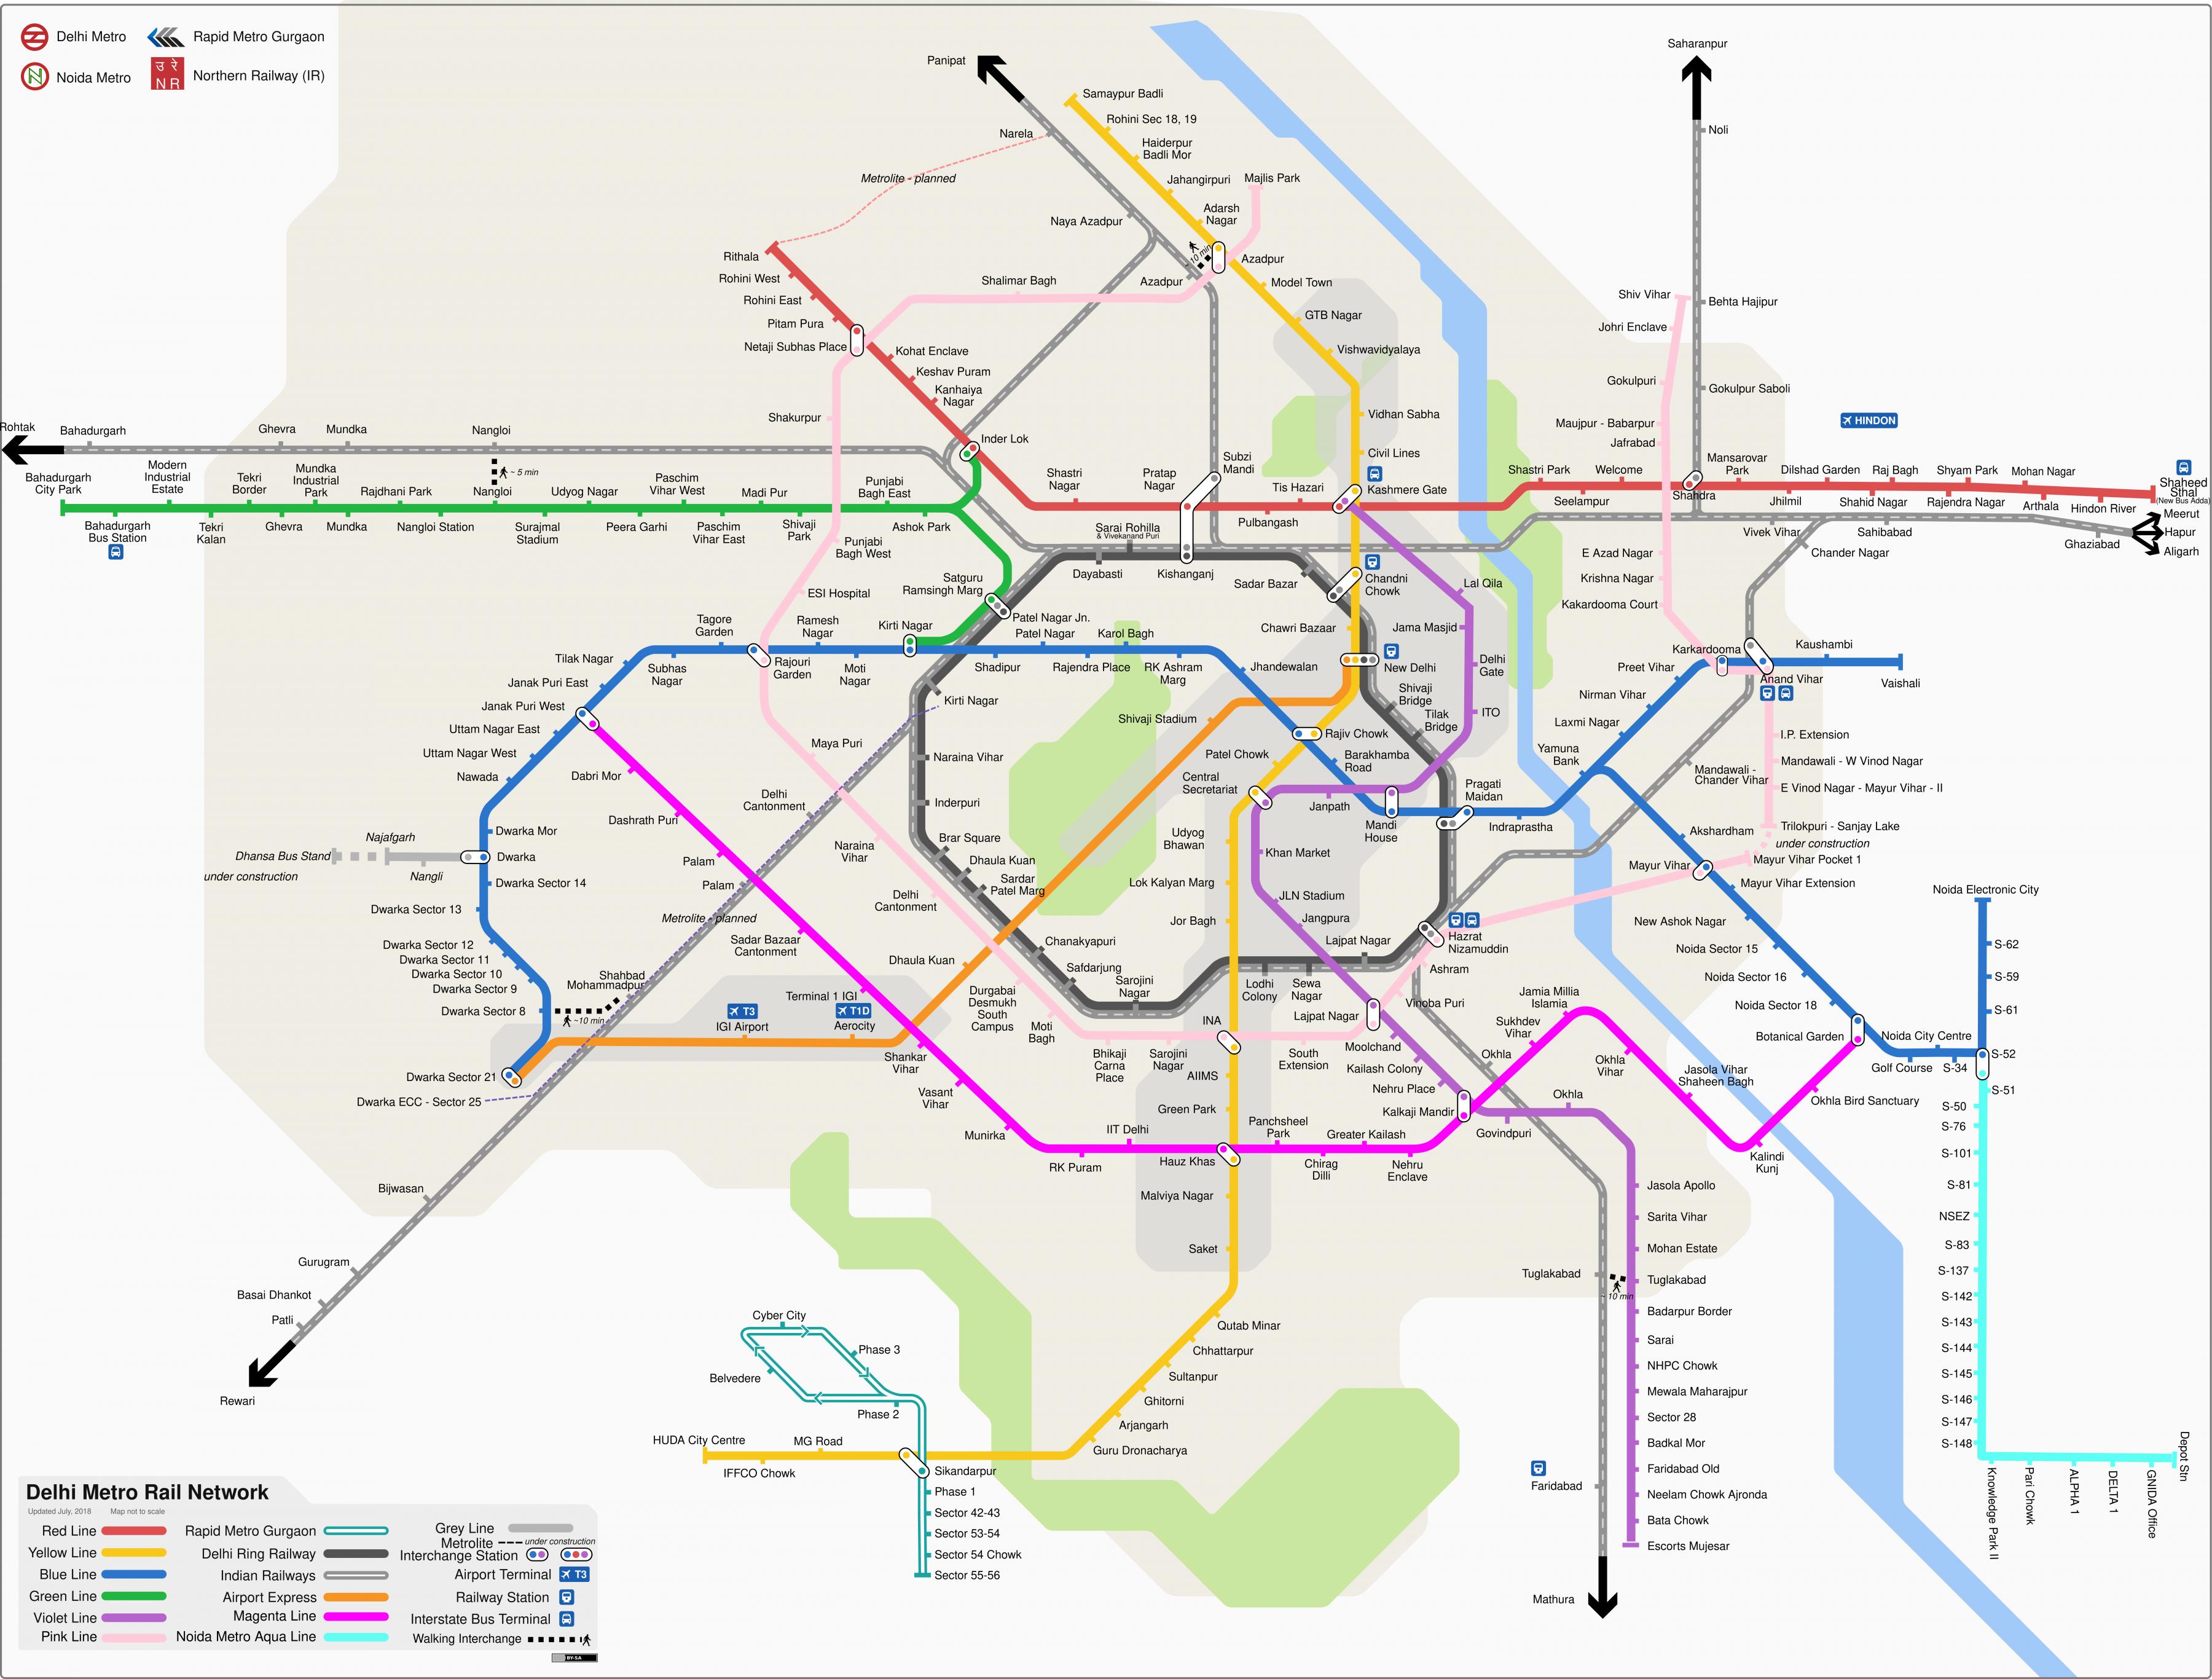 Delhi Metro
Rapid Metro Gurgaon
Noida Metro
उ रे
N R
Northern Railway (IR)
Panipat
Saharanpur
Samaypur Badli
Rohini Sec 18, 19
Haiderpur
Badli Mor
Jahangirpuri
Adarsh
Nagar
Majlis Park
Narela
Noli
Metrolite - planned
Naya Azadpur
~10 min
Azadpur
Azadpur
Model Town
GTB Nagar
Vishwavidyalaya
Vidhan Sabha
Civil Lines
Kashmere Gate
Rithala
Rohini West
Rohini East
Pitam Pura
Netaji Subhas Place
Kohat Enclave
Keshav Puram
Kanhaiya
Nagar
Inder Lok
Shalimar Bagh
Shakurpur
Shiv Vihar
Johri Enclave
Gokulpuri
Maujpur - Babarpur
Jafrabad
Behta Hajipur
Gokulpur Saboli
HINDON
Rohtak
Bahadurgarh
Ghevra
Mundka
Nangloi
~ 5 min
Bahadurgarh
City Park
Modern
Industrial
Estate
Tekri
Border
Mundka
Industrial
Park
Rajdhani Park
Nangloi
Udyog Nagar
Paschim
Vihar West
Madi Pur
Punjabi
Bagh East
Bahadurgarh
Bus Station
Tekri
Kalan
Ghevra
Mundka
Nangloi Station
Surajmal
Stadium
Peera Garhi
Paschim
Vihar East
Shivaji
Park
Ashok Park
Punjabi
Bagh West
Shastri
Nagar
Pratap
Nagar
Subzi
Mandi
Tis Hazari
Pulbangash
Shastri Park
Seelampur
Welcome
Shahdra
Mansarovar
Park
Dilshad Garden
Jhilmil
Raj Bagh
Shahid Nagar
Shyam Park
Rajendra Nagar
Mohan Nagar
Arthala
Hindon River
Shaheed
Sthal
(New Bus Adda)
Meerut
Hapur
Aligarh
Ghaziabad
Sahibabad
Vivek Vihar
Chander Nagar
Sarai Rohilla
& Vivekanand Puri
Dayabasti
Kishanganj
Sadar Bazar
Chandni
Chowk
Lal Qila
Jama Masjid
Delhi
Gate
ITO
Chawri Bazaar
New Delhi
Shivaji
Bridge
Tilak
Bridge
E Azad Nagar
Krishna Nagar
Kakardooma Court
Karkardooma
Kaushambi
Preet Vihar
Anand Vihar
Vaishali
Nirman Vihar
Laxmi Nagar
Yamuna
Bank
I.P. Extension
Mandawali - W Vinod Nagar
Mandawali -
Chander Vihar
E Vinod Nagar - Mayur Vihar - II
Trilokpuri - Sanjay Lake
under construction
Mayur Vihar Pocket 1
Akshardham
Mayur Vihar
Mayur Vihar Extension
New Ashok Nagar
Noida Sector 15
Noida Sector 16
Noida Sector 18
Botanical Garden
Noida City Centre
Golf Course
S-34
ESI Hospital
Satguru
Ramsingh Marg
Patel Nagar Jn.
Patel Nagar
Karol Bagh
Tagore
Garden
Ramesh
Nagar
Kirti Nagar
Tilak Nagar
Subhas
Nagar
Rajouri
Garden
Moti
Nagar
Shadipur
Rajendra Place
RK Ashram
Marg
Jhandewalan
Janak Puri East
Janak Puri West
Uttam Nagar East
Uttam Nagar West
Nawada
Dwarka Mor
Dwarka
Dwarka Sector 14
Dwarka Sector 13
Dwarka Sector 12
Dwarka Sector 11
Dwarka Sector 10
Dwarka Sector 9
Dwarka Sector 8
Dwarka Sector 21
Dwarka ECC - Sector 25
Najafgarh
Dhansa Bus Stand
under construction
Nangli
Kirti Nagar
Shivaji Stadium
Rajiv Chowk
Patel Chowk
Barakhamba
Road
Central
Secretariat
Janpath
Mandi
House
Pragati
Maidan
Indraprastha
Maya Puri
Naraina Vihar
Inderpuri
Delhi
Cantonment
Brar Square
Dhaula Kuan
Sardar
Patel Marg
Naraina
Vihar
Delhi
Cantonment
Dabri Mor
Dashrath Puri
Palam
Palam
Metrolite - planned
Sadar Bazaar
Cantonment
Shahbad
Mohammadpur
~10 min
Terminal 1 IGI
T3
IGI Airport
T1D
Aerocity
Dhaula Kuan
Chanakyapuri
Safdarjung
Sarojini
Nagar
Durgabai
Desmukh
South
Campus
Moti
Bagh
Bhikaji
Carna
Place
Sarojini
Nagar
INA
South
Extension
Udyog
Bhawan
Lok Kalyan Marg
Jor Bagh
Khan Market
JLN Stadium
Jangpura
Lajpat Nagar
Lodhi
Colony
Sewa
Nagar
Lajpat Nagar
Hazrat
Nizamuddin
Ashram
Vinoba Puri
Moolchand
Kailash Colony
Nehru Place
Kalkaji Mandir
Okhla
Govindpuri
Okhla
Sukhdev
Vihar
Jamia Millia
Islamia
Okhla
Vihar
Jasola Vihar
Shaheen Bagh
Kalindi
Kunj
Okhla Bird Sanctuary
AIIMS
Green Park
Panchsheel
Park
Hauz Khas
IIT Delhi
RK Puram
Munirka
Vasant
Vihar
Shankar
Vihar
Chirag
Dilli
Greater Kailash
Nehru
Enclave
Malviya Nagar
Saket
Qutab Minar
Chhattarpur
Sultanpur
Ghitorni
Arjangarh
Guru Dronacharya
Jasola Apollo
Sarita Vihar
Mohan Estate
Tuglakabad
Tuglakabad
~ 10 min
Badarpur Border
Sarai
NHPC Chowk
Mewala Maharajpur
Sector 28
Badkal Mor
Faridabad Old
Neelam Chowk Ajronda
Bata Chowk
Escorts Mujesar
Faridabad
Mathura
Noida Electronic City
S-62
S-59
S-61
S-52
S-51
S-50
S-76
S-101
S-81
NSEZ
S-83
S-137
S-142
S-143
S-144
S-145
S-146
S-147
S-148
Knowledge Park II
Pari Chowk
ALPHA 1
DELTA 1
GNIDA Office
Depot Stn
Bijwasan
Gurugram
Basai Dhankot
Patli
Rewari
Cyber City
Phase 3
Belvedere
Phase 2
HUDA City Centre
MG Road
IFFCO Chowk
Sikandarpur
Phase 1
Sector 42-43
Sector 53-54
Sector 54 Chowk
Sector 55-56
Delhi Metro Rail Network
Updated July, 2018
Map not to scale
Red Line
Yellow Line
Blue Line
Green Line
Violet Line
Pink Line
Rapid Metro Gurgaon
Delhi Ring Railway
Indian Railways
Airport Express
Magenta Line
Noida Metro Aqua Line
Grey Line
Metrolite
under construction
Interchange Station
Airport Terminal
T3
Railway Station
Interstate Bus Terminal
Walking Interchange
BY-SA